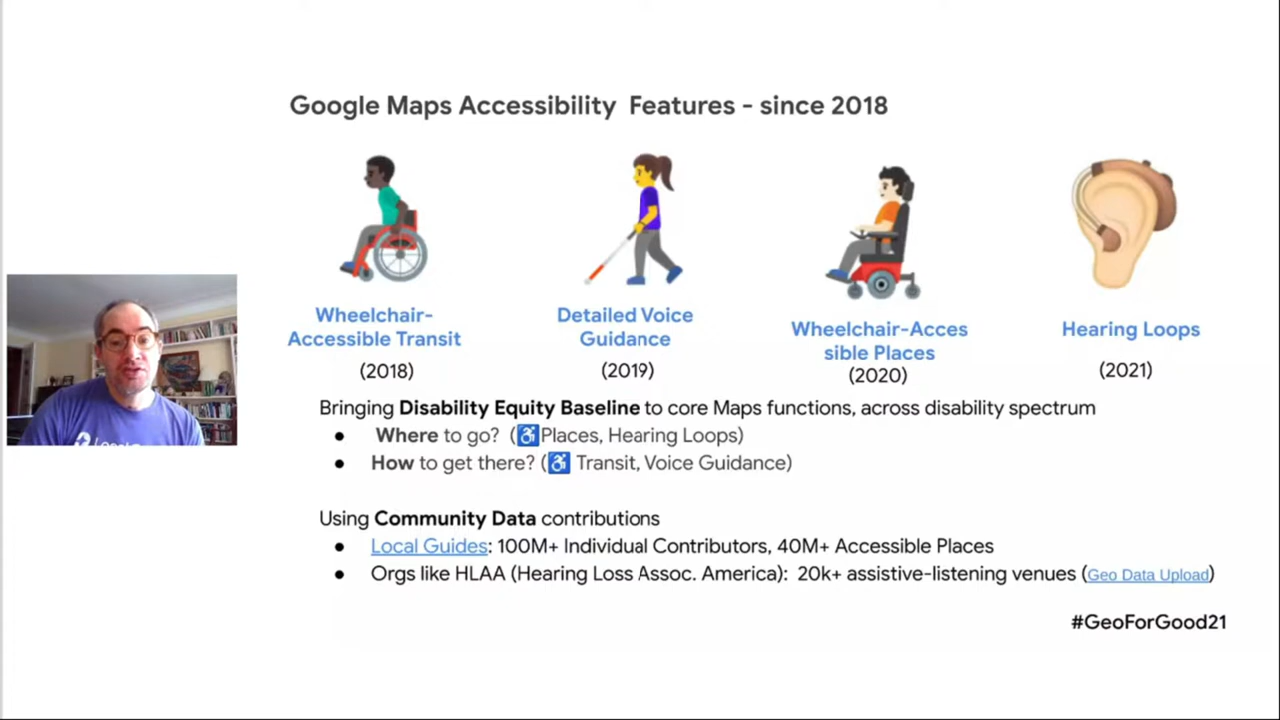 Google Maps Accessibility Features - since 2018
Wheelchair-
Accessible Transit
(2018)
Detailed Voice
Guidance
(2019)
Wheelchair-Acces
sible Places
(2020)
Hearing Loops
(2021)
Bringing Disability Equity Baseline to core Maps functions, across disability spectrum
● Where to go? (♿Places, Hearing Loops)
● How to get there? (♿ Transit, Voice Guidance)
Using Community Data contributions
● Local Guides: 100M+ Individual Contributors, 40M+ Accessible Places
● Orgs like HLAA (Hearing Loss Assoc. America): 20k+ assistive-listening venues (Geo Data Upload)
#GeoForGood21